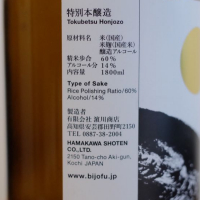 特別本醸造
Tokubetsu Honjozo
原材料名 米(国産)
米麹(国産米)
醸造アルコール
精米歩合 60%
アルコール分 14%
内容量 1800ml
Type of Sake
Rice Polishing Ratio/60%
Alcohol/14%
製造者
有限会社 濵川商店
高知県安芸郡田野町2150
TEL:0887-38-2004
HAMAKAWA SHOTEN
CO.,LTD.
2150 Tano-cho Aki-gun,
Kochi JAPAN
www.bijofu.jp